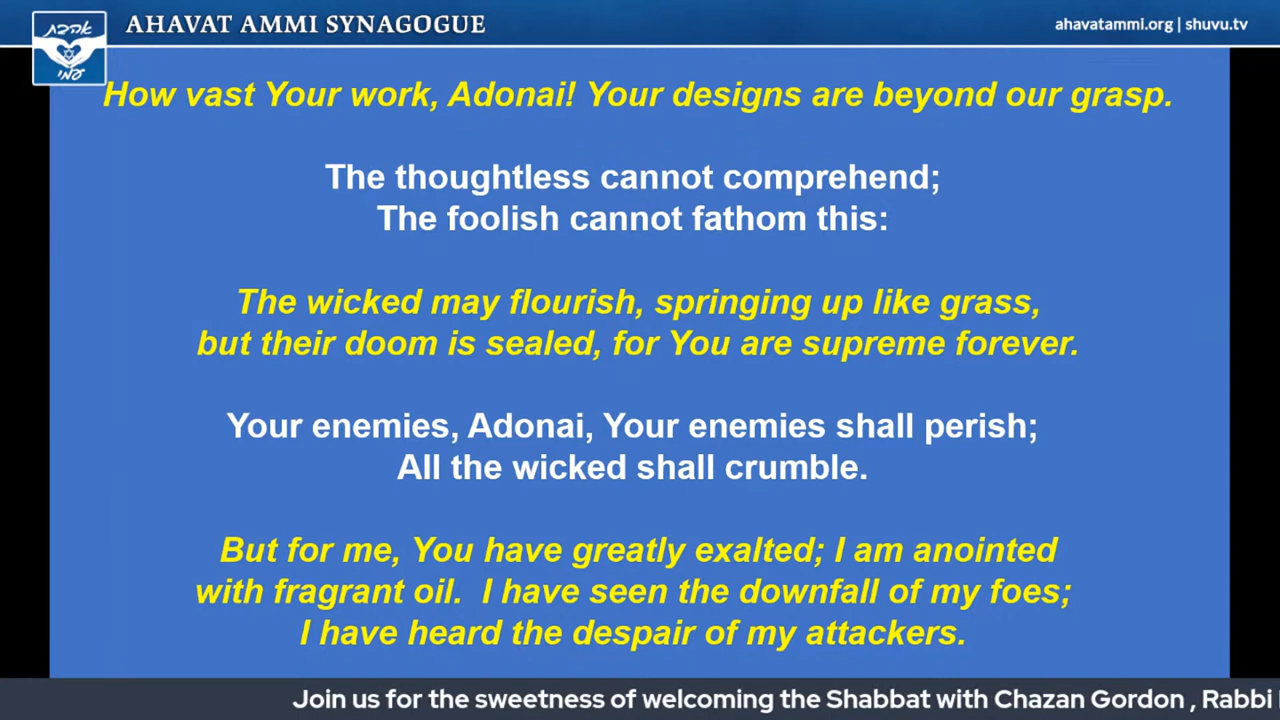 אהבת
עמי
AHAVAT AMMI SYNAGOGUE
ahavatammi.org | shuvu.tv
How vast Your work, Adonai! Your designs are beyond our grasp.
The thoughtless cannot comprehend;
The foolish cannot fathom this:
The wicked may flourish, springing up like grass,
but their doom is sealed, for You are supreme forever.
Your enemies, Adonai, Your enemies shall perish;
All the wicked shall crumble.
But for me, You have greatly exalted; I am anointed
with fragrant oil.  I have seen the downfall of my foes;
I have heard the despair of my attackers.
Join us for the sweetness of welcoming the Shabbat with Chazan Gordon , Rabbi